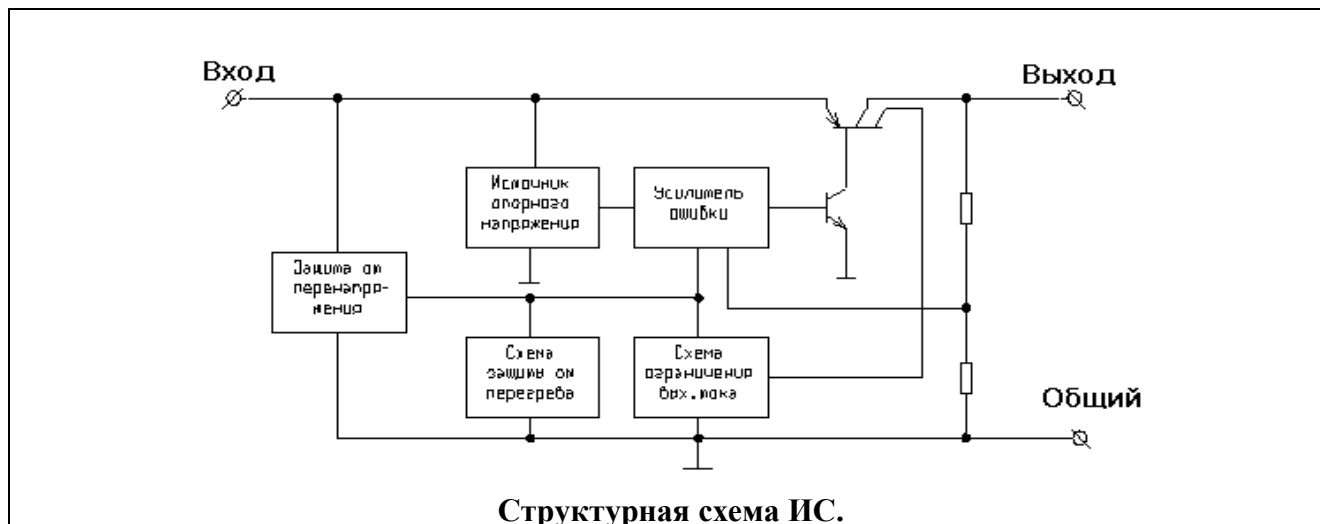 Вход
Выход
Источник
опорного
напряжения
Усилитель
ошибки
Защита от
перенапря-
жения
Схема
защиты от
перегрева
Схема
ограничения
вых.тока
Общий
Структурная схема ИС.